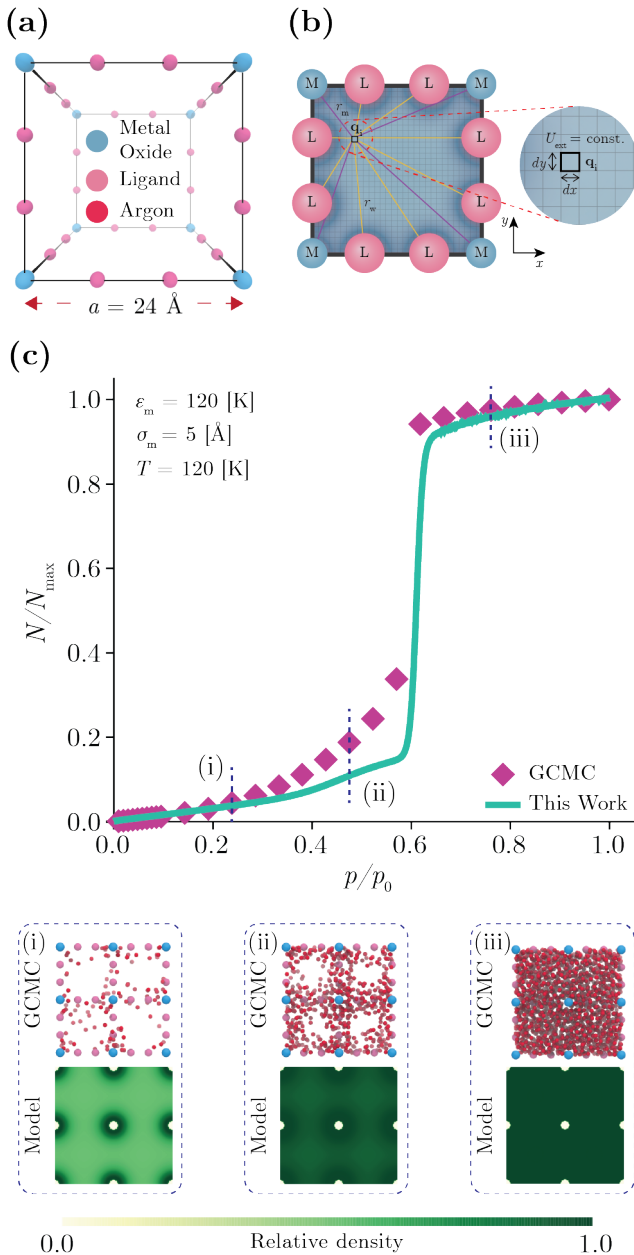 (a)
Metal
Oxide
Ligand
Argon
a = 24 Å
(b)
M L L M
L L
L L
M L L M
r_m
q_i
r_w
U_ext = const.
dy
q_i
dx
y
x
(c)
ε_m = 120 [K]
σ_m = 5 [Å]
T = 120 [K]
1.0
0.8
0.6
0.4
0.2
0.0
N/N_max
(i)
(ii)
(iii)
GCMC
This Work
0.0 0.2 0.4 0.6 0.8 1.0
p/p_0
(i)
GCMC
Model
(ii)
GCMC
Model
(iii)
GCMC
Model
0.0 Relative density 1.0